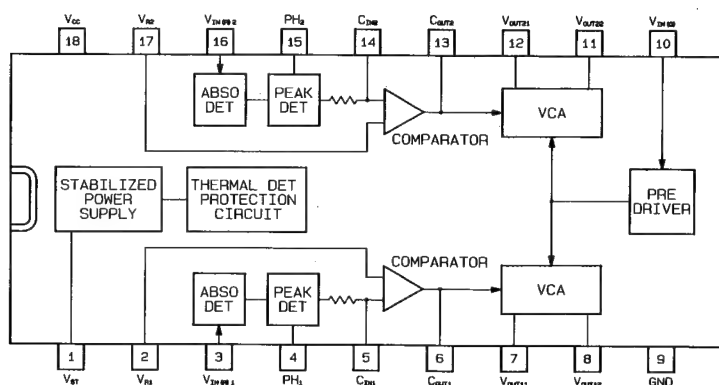 VCC VR2 VIN(S)2 PH2 CIN2 COUT2 VOUT21 VOUT22
18 17 16 15 14 13 12 11 10
ABSO DET
PEAK DET
COMPARATOR
VCA
STABILIZED POWER SUPPLY
THERMAL DET PROTECTION CIRCUIT
PRE DRIVER
COMPARATOR
ABSO DET
PEAK DET
VCA
1 2 3 4 5 6 7 8 9
VST VR1 VIN(S)1 PH1 CIN1 COUT1 VOUT11 VOUT12 GND